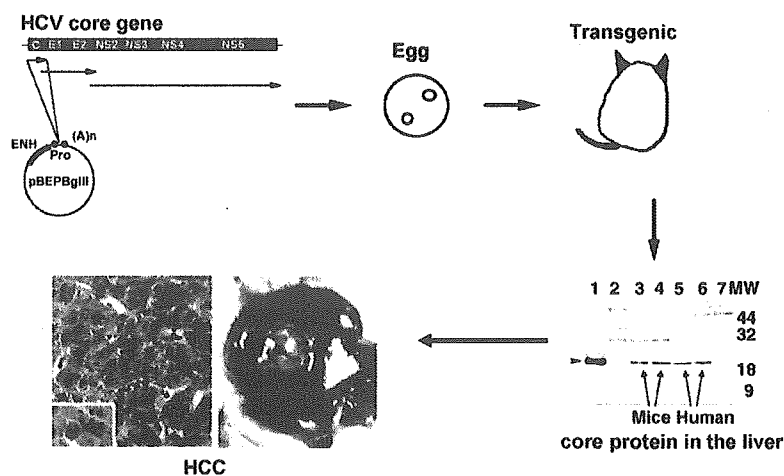 HCV core gene
C E1 E2 NS2 NS3 NS4 NS5
ENH
Pro
(A)n
pBEPBglII
Egg
Transgenic
1 2 3 4 5 6 7 MW
44
32
18
9
Mice Human
core protein in the liver
HCC